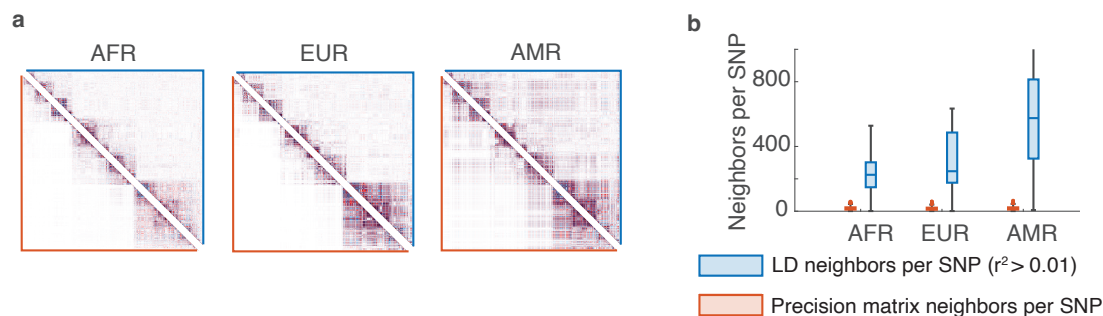 a
AFR EUR AMR
b
Neighbors per SNP
800
400
0
AFR EUR AMR
LD neighbors per SNP (r² > 0.01)
Precision matrix neighbors per SNP